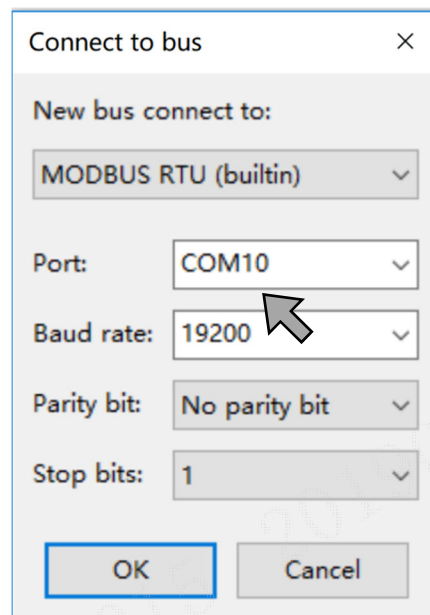 Connect to bus
New bus connect to:
MODBUS RTU (builtin)
Port: COM10
Baud rate: 19200
Parity bit: No parity bit
Stop bits: 1
OK Cancel